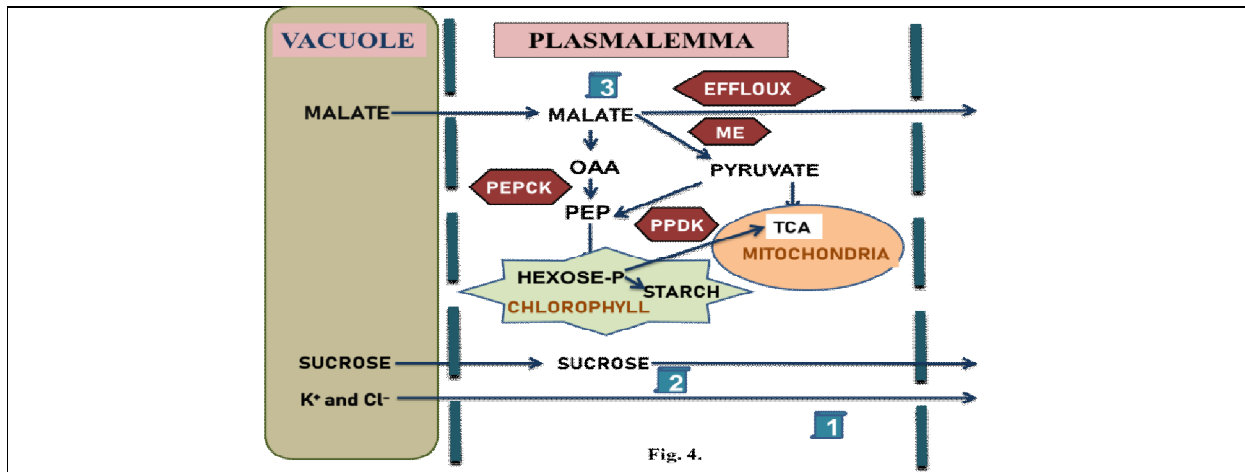 VACUOLE
PLASMALEMMA
3
EFFLOUX
MALATE
MALATE
ME
OAA
PYRUVATE
PEPCK
PEP
PPDK
TCA
MITOCHONDRIA
HEXOSE-P
STARCH
CHLOROPHYLL
SUCROSE
SUCROSE
2
K⁺ and Cl⁻
1
Fig. 4.